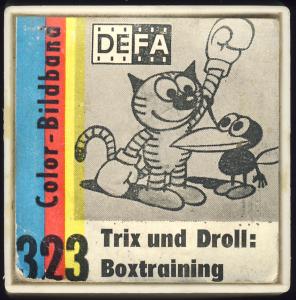 DEFA
Color-Bildband
323
Trix und Droll:
Boxtraining